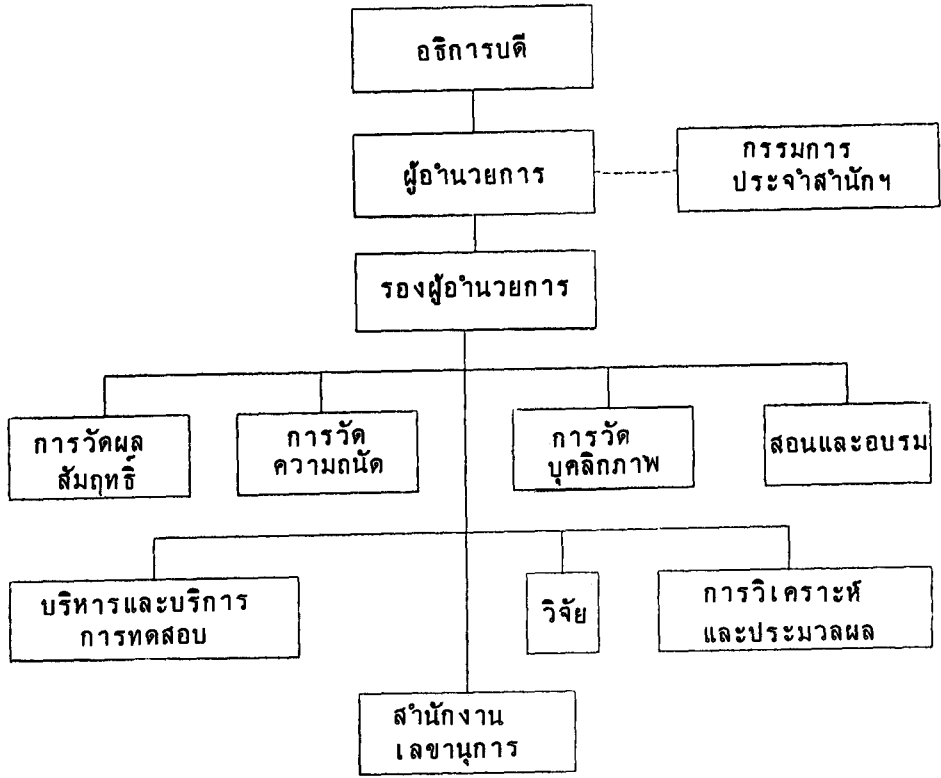 อธิการบดี
ผู้อำนวยการ
กรรมการ
ประจำสำนักฯ
รองผู้อำนวยการ
การวัดผล
สัมฤทธิ์
การวัด
ความถนัด
การวัด
บุคลิกภาพ
สอนและอบรม
บริหารและบริการ
การทดสอบ
วิจัย
การวิเคราะห์
และประมวลผล
สำนักงาน
เลขานุการ